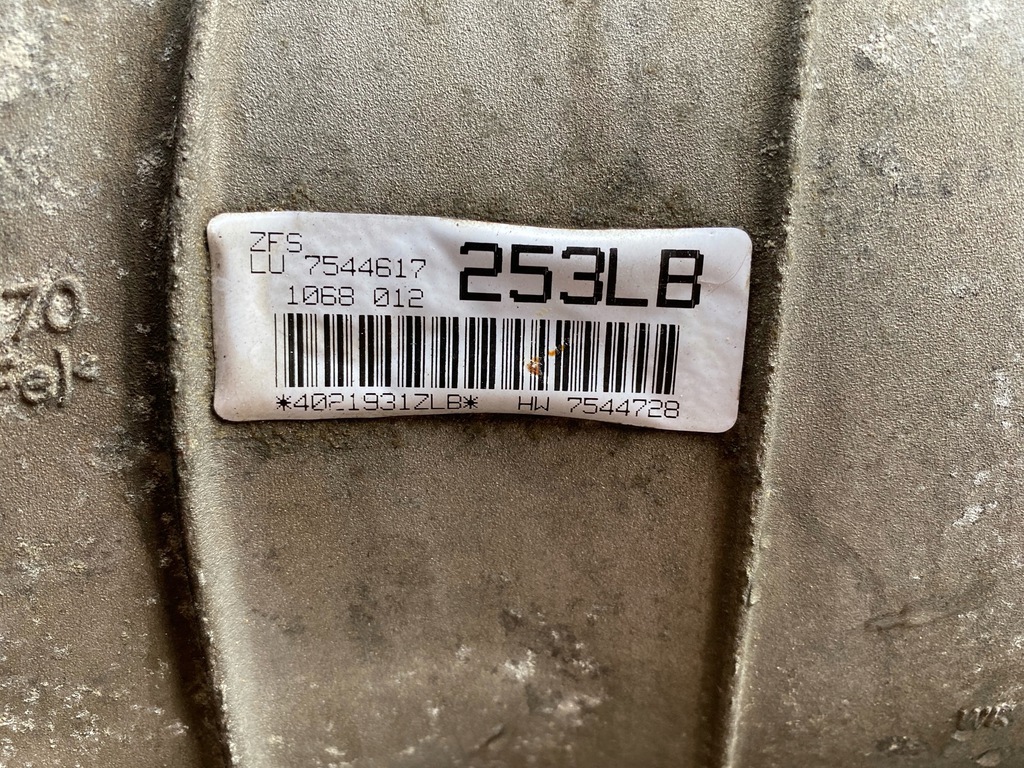 ZFS
LU 7544617
253LB
1068 012
*4021931ZLB* HW 7544728
70